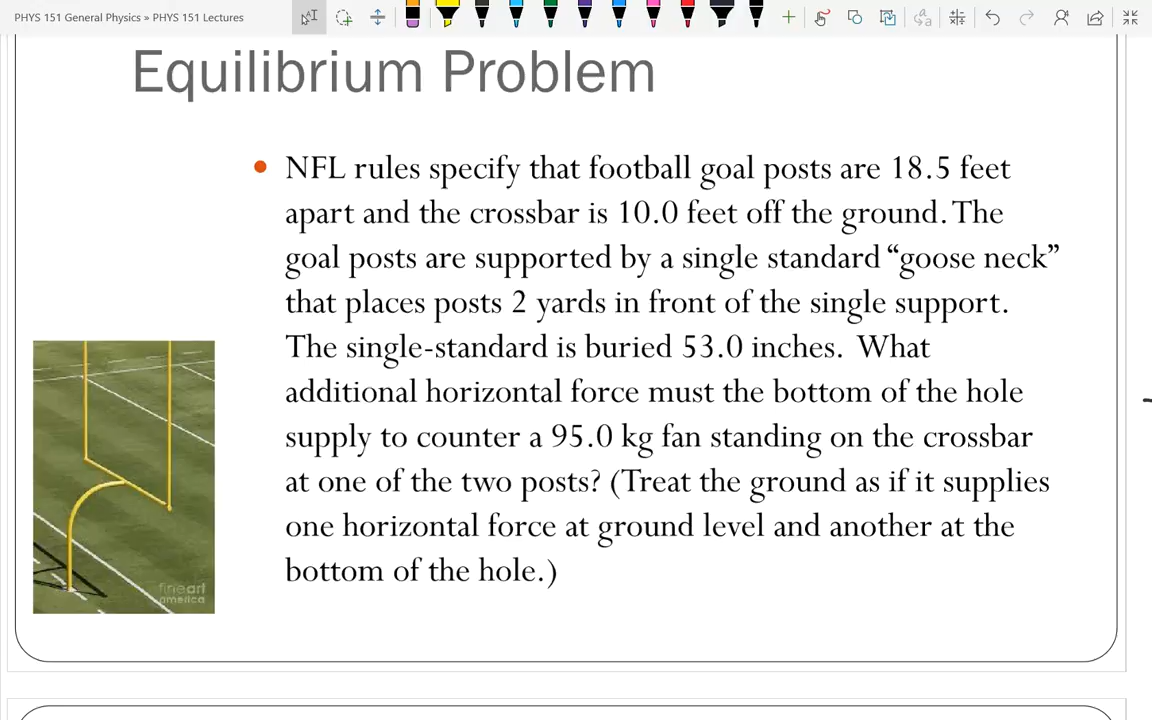 PHYS 151 General Physics » PHYS 151 Lectures
Equilibrium Problem
• NFL rules specify that football goal posts are 18.5 feet
apart and the crossbar is 10.0 feet off the ground. The
goal posts are supported by a single standard “goose neck”
that places posts 2 yards in front of the single support.
The single-standard is buried 53.0 inches. What
additional horizontal force must the bottom of the hole
supply to counter a 95.0 kg fan standing on the crossbar
at one of the two posts? (Treat the ground as if it supplies
one horizontal force at ground level and another at the
bottom of the hole.)
fineart
america